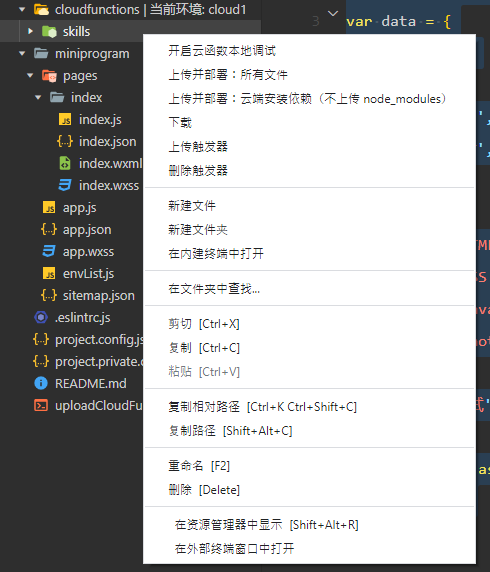 cloudfunctions | 当前环境: cloud1
skills
miniprogram
pages
index
index.js
index.json
index.wxml
index.wxss
app.js
app.json
app.wxss
envList.js
sitemap.json
.eslintrc.js
project.config.js
project.private.c
README.md
uploadCloudFu
3
var data = {
开启云函数本地调试
上传并部署：所有文件
上传并部署：云端安装依赖（不上传 node_modules）
下载
上传触发器
删除触发器
新建文件
新建文件夹
在内建终端中打开
在文件夹中查找...
剪切 [Ctrl+X]
复制 [Ctrl+C]
粘贴 [Ctrl+V]
复制相对路径 [Ctrl+K Ctrl+Shift+C]
复制路径 [Shift+Alt+C]
重命名 [F2]
删除 [Delete]
在资源管理器中显示 [Shift+Alt+R]
在外部终端窗口中打开